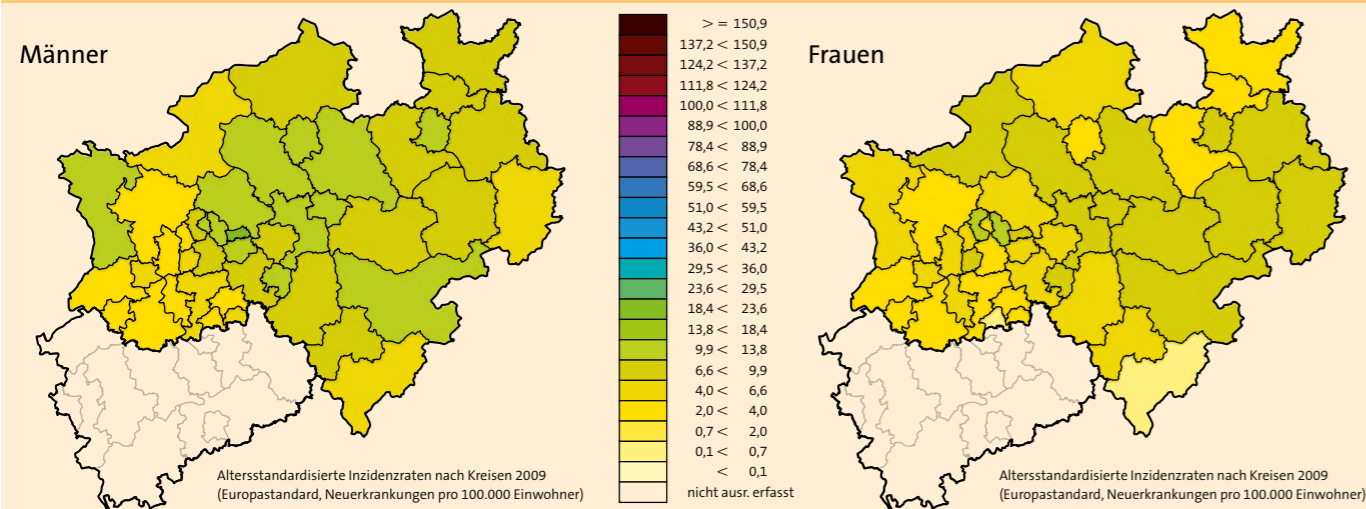 Männer
> = 150,9
137,2 < 150,9
124,2 < 137,2
111,8 < 124,2
100,0 < 111,8
88,9 < 100,0
78,4 < 88,9
68,6 < 78,4
59,5 < 68,6
51,0 < 59,5
43,2 < 51,0
36,0 < 43,2
29,5 < 36,0
23,6 < 29,5
18,4 < 23,6
13,8 < 18,4
9,9 < 13,8
6,6 < 9,9
4,0 < 6,6
2,0 < 4,0
0,7 < 2,0
0,1 < 0,7
< 0,1
nicht ausr. erfasst
Altersstandardisierte Inzidenzraten nach Kreisen 2009
(Europastandard, Neuerkrankungen pro 100.000 Einwohner)
Frauen
Altersstandardisierte Inzidenzraten nach Kreisen 2009
(Europastandard, Neuerkrankungen pro 100.000 Einwohner)